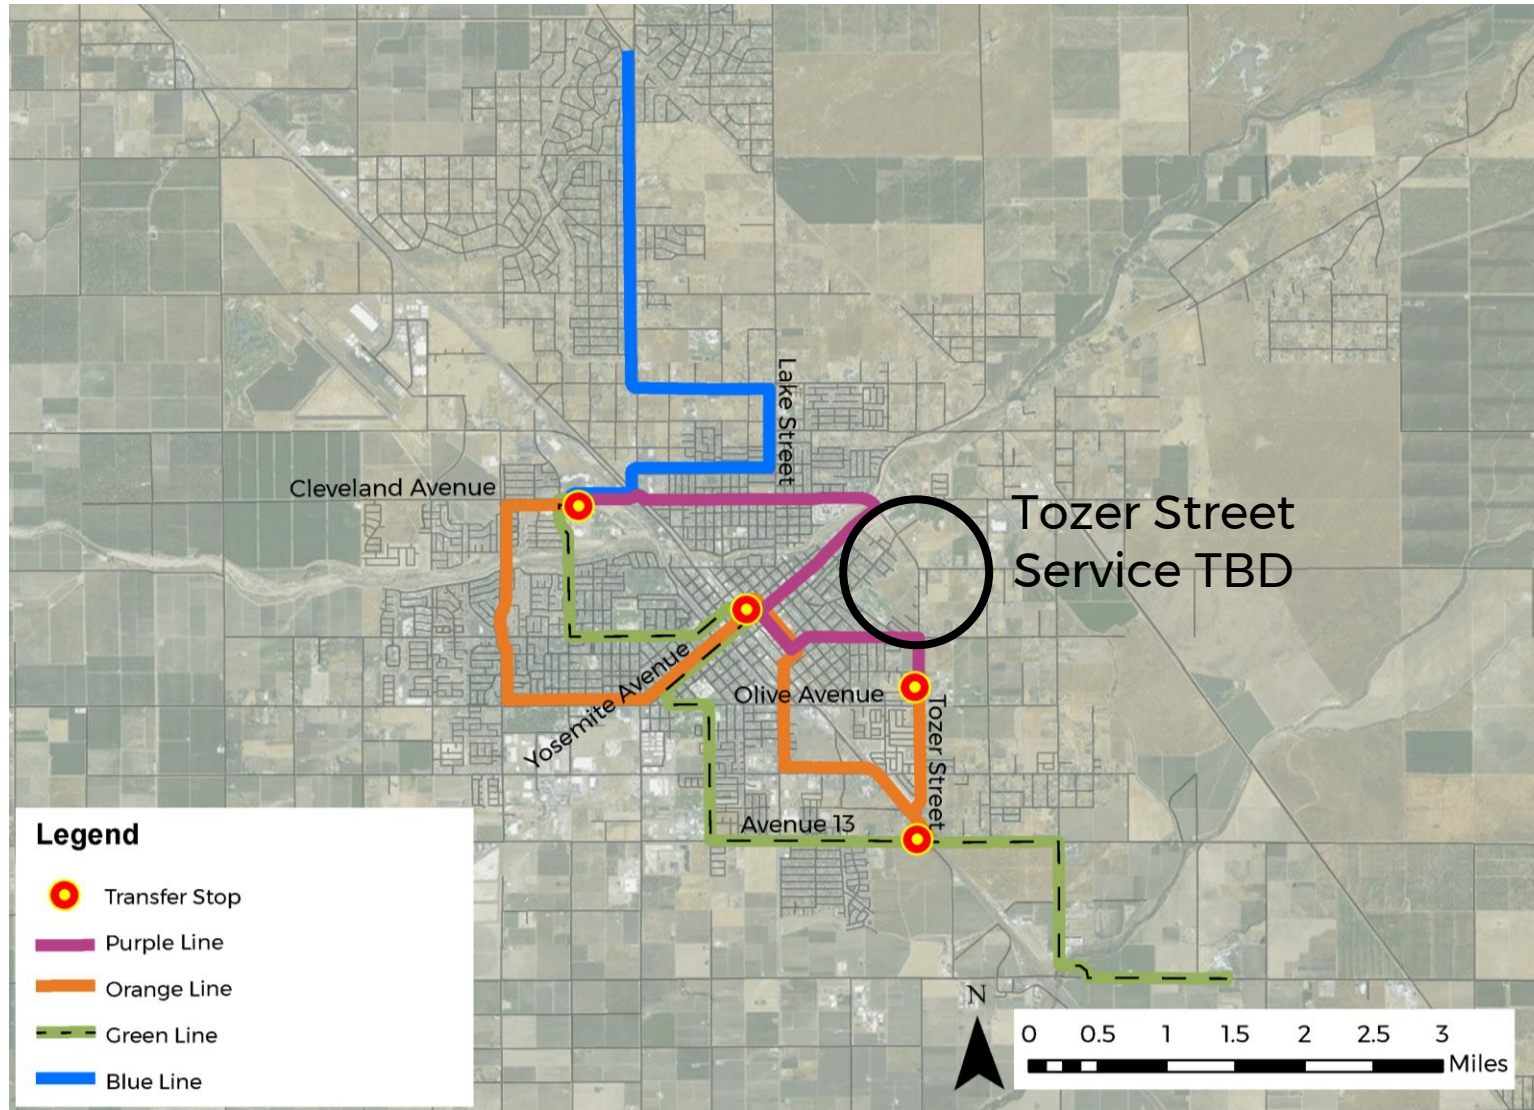 Lake Street
Cleveland Avenue
Tozer Street
Service TBD
Yosemite Avenue
Olive Avenue
Tozer Street
Avenue 13
Legend
Transfer Stop
Purple Line
Orange Line
Green Line
Blue Line
N
0 0.5 1 1.5 2 2.5 3
Miles